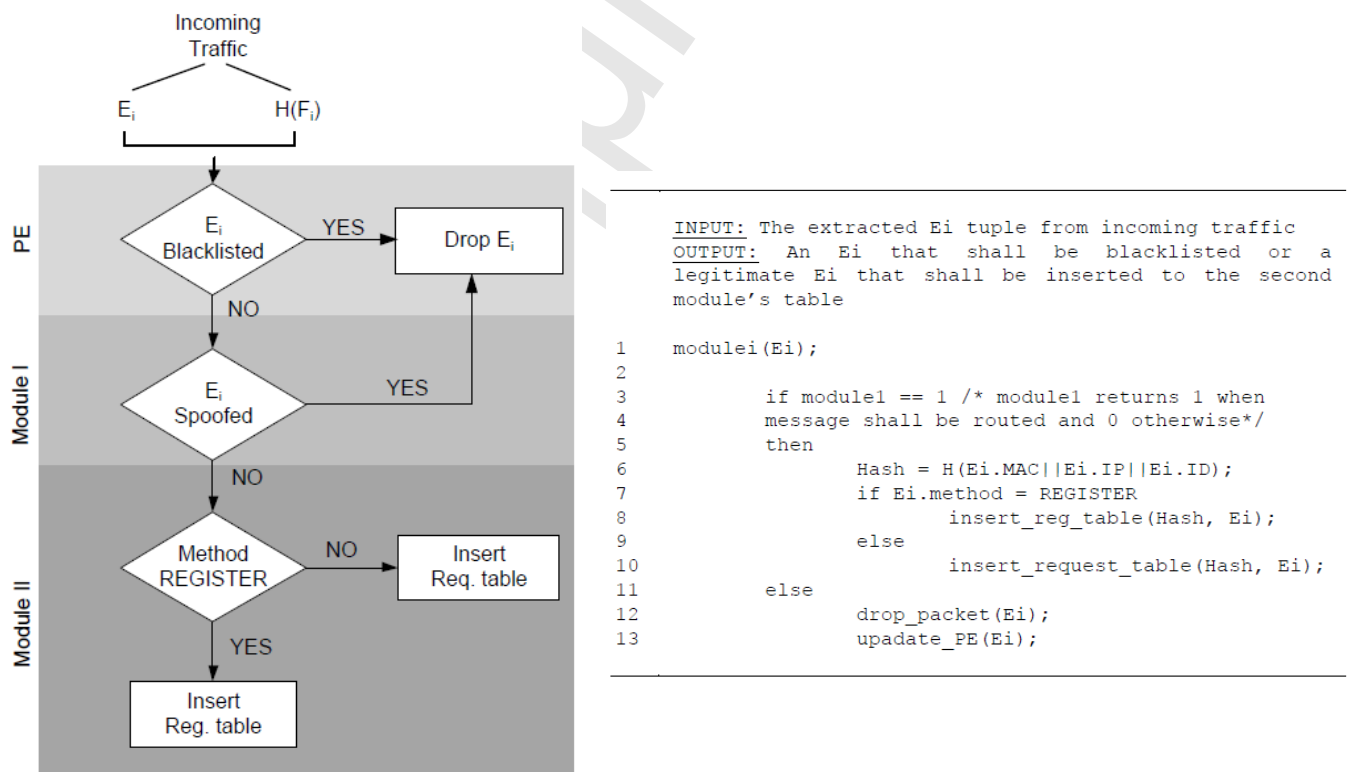 Incoming
Traffic
Ei
H(Fi)
PE
Ei
Blacklisted
YES
Drop Ei
NO
Module I
Ei
Spoofed
YES
NO
Module II
Method
REGISTER
NO
Insert
Req. table
YES
Insert
Reg. table
INPUT: The extracted Ei tuple from incoming traffic
OUTPUT: An Ei that shall be blacklisted or a
legitimate Ei that shall be inserted to the second
module's table
1 modulei(Ei);
2
3 if module1 == 1 /* module1 returns 1 when
4 message shall be routed and 0 otherwise*/
5 then
6 Hash = H(Ei.MAC||Ei.IP||Ei.ID);
7 if Ei.method = REGISTER
8 insert_reg_table(Hash, Ei);
9 else
10 insert_request_table(Hash, Ei);
11 else
12 drop_packet(Ei);
13 upadate_PE(Ei);